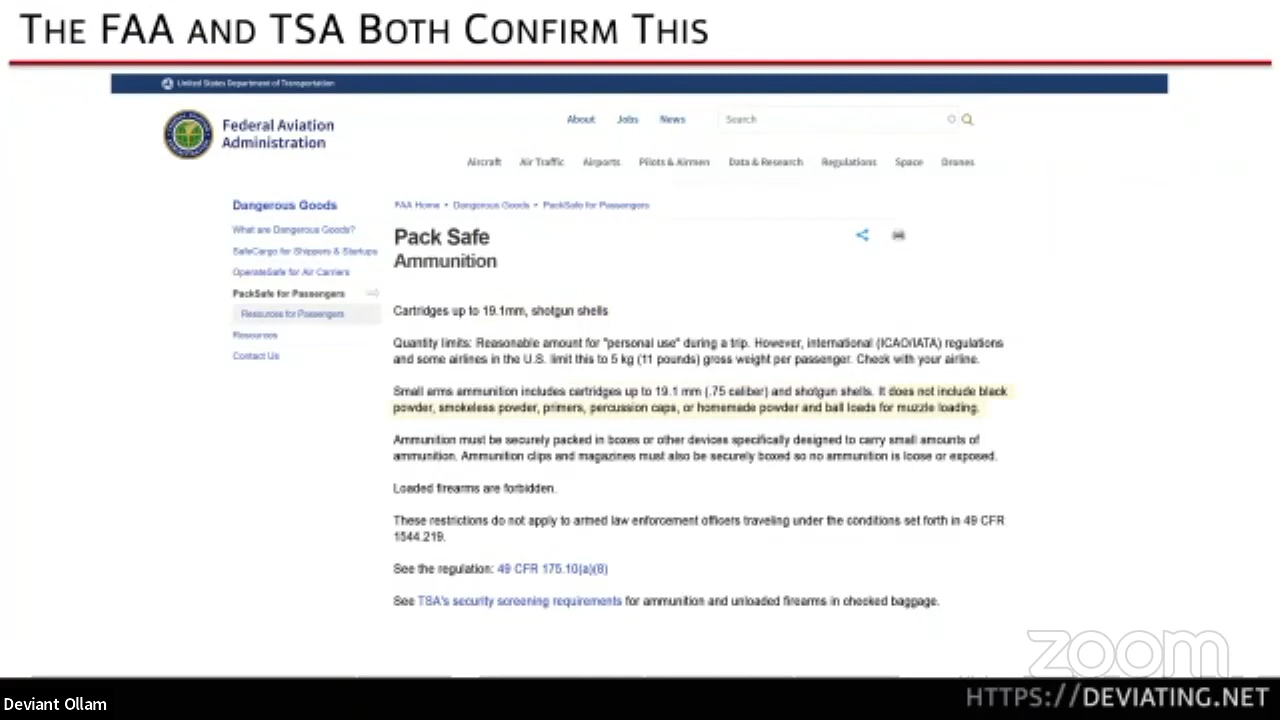 THE FAA AND TSA BOTH CONFIRM THIS
United States Department of Transportation
Federal Aviation
Administration
About Jobs News Search
Aircraft Air Traffic Airports Pilots & Airmen Data & Research Regulations Space Drones
Dangerous Goods
What are Dangerous Goods?
SafeCargo for Shippers & Startups
OperateSafe for Air Carriers
PackSafe for Passengers
Resources for Passengers
Resources
Contact Us
FAA Home • Dangerous Goods • PackSafe for Passengers
Pack Safe
Ammunition
Cartridges up to 19.1mm, shotgun shells
Quantity limits: Reasonable amount for "personal use" during a trip. However, international (ICAO/IATA) regulations
and some airlines in the U.S. limit this to 5 kg (11 pounds) gross weight per passenger. Check with your airline.
Small arms ammunition includes cartridges up to 19.1 mm (.75 caliber) and shotgun shells. It does not include black
powder, smokeless powder, primers, percussion caps, or homemade powder and ball loads for muzzle loading.
Ammunition must be securely packed in boxes or other devices specifically designed to carry small amounts of
ammunition. Ammunition clips and magazines must also be securely boxed so no ammunition is loose or exposed.
Loaded firearms are forbidden.
These restrictions do not apply to armed law enforcement officers traveling under the conditions set forth in 49 CFR
1544.219.
See the regulation: 49 CFR 175.10(a)(8)
See TSA's security screening requirements for ammunition and unloaded firearms in checked baggage.
zoom
Deviant Ollam
HTTPS://DEVIATING.NET